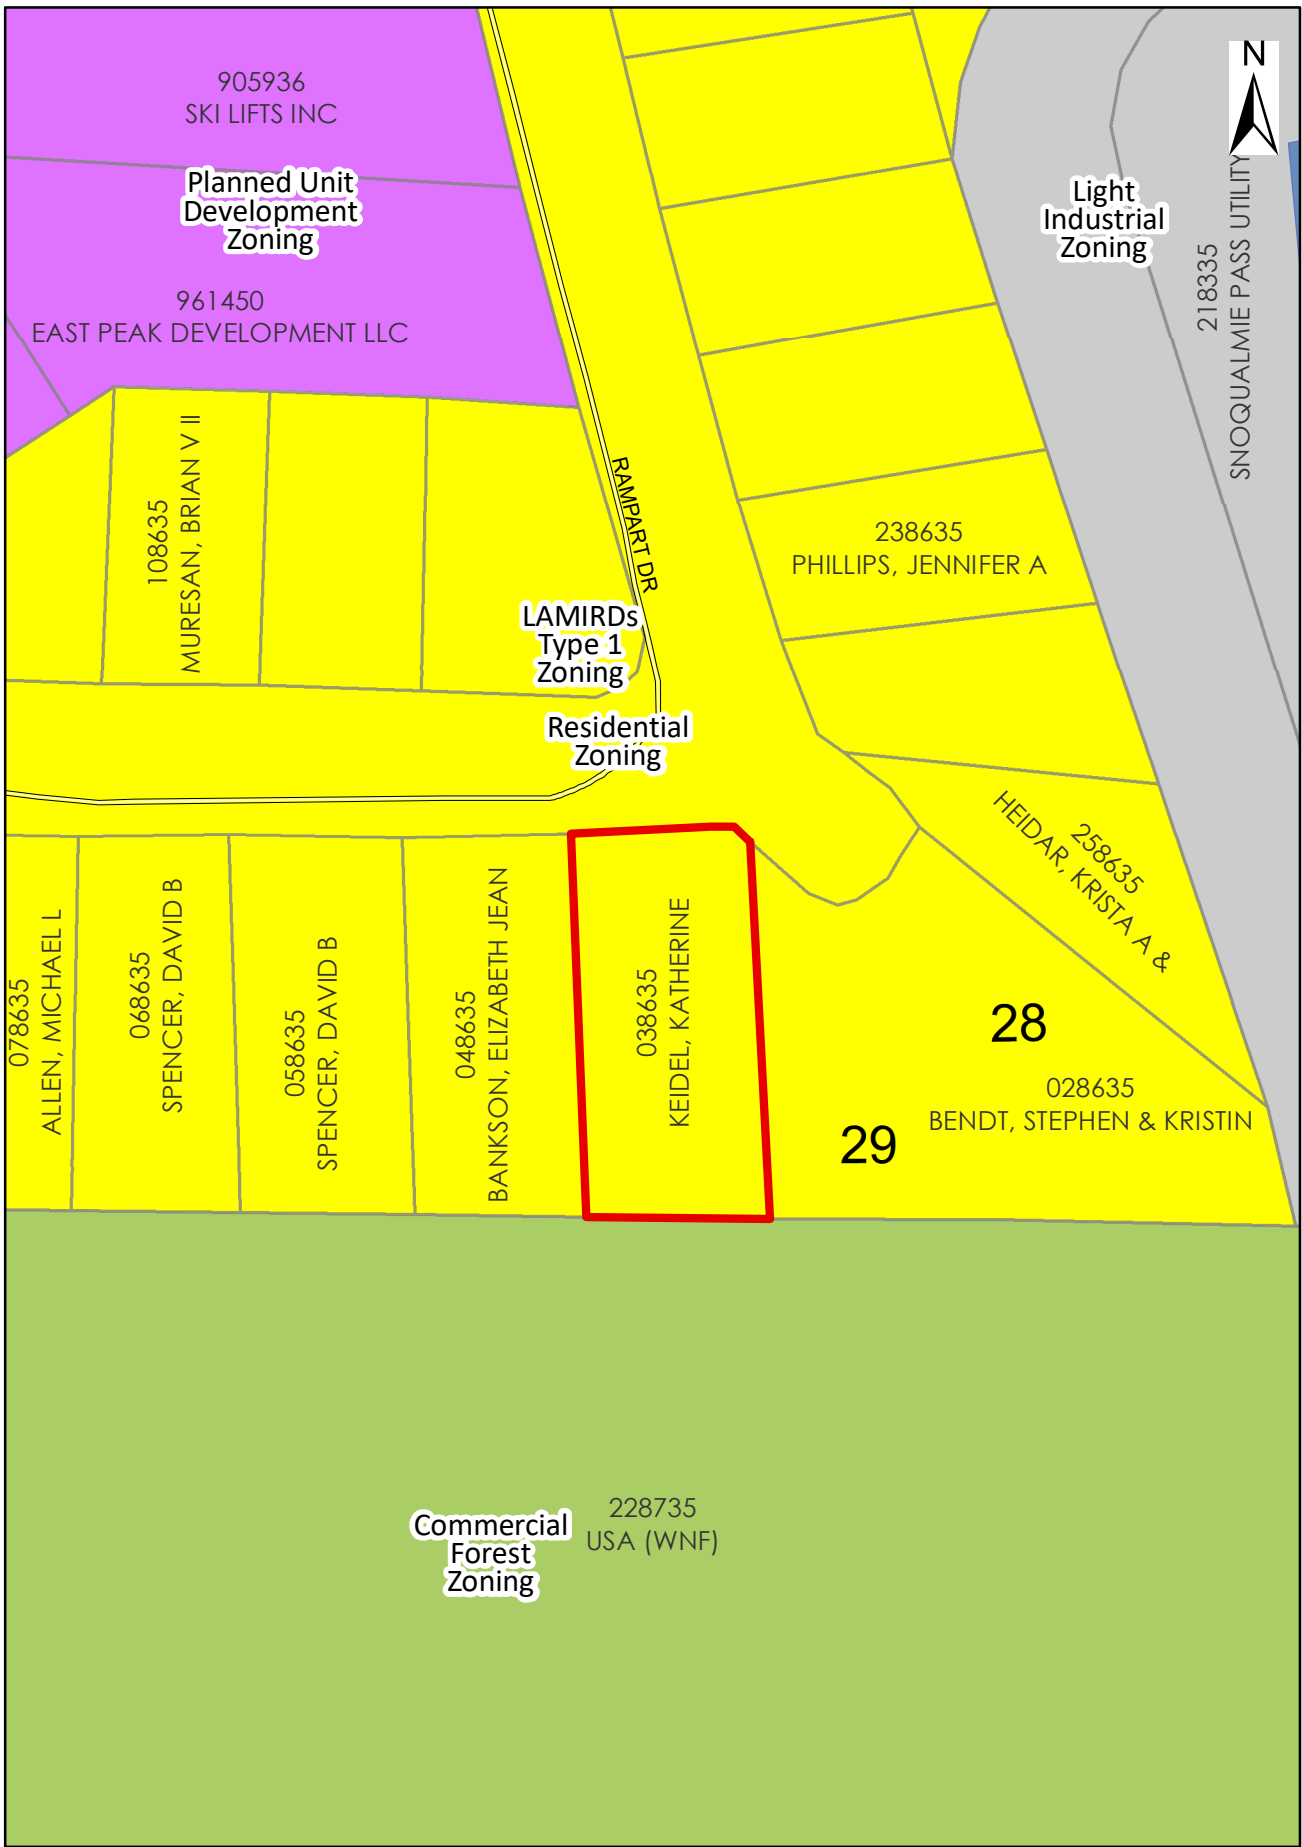 905936
SKI LIFTS INC
N
Planned Unit
Development
Zoning
Light
Industrial
Zoning
218335
SNOQUALMIE PASS UTILITY
961450
EAST PEAK DEVELOPMENT LLC
108635
MURESAN, BRIAN V II
RAMPART DR
238635
PHILLIPS, JENNIFER A
LAMIRDs
Type 1
Zoning
Residential
Zoning
258635
HEIDAR, KRISTA A &
078635
ALLEN, MICHAEL L
068635
SPENCER, DAVID B
058635
SPENCER, DAVID B
048635
BANKSON, ELIZABETH JEAN
038635
KEIDEL, KATHERINE
28
028635
BENDT, STEPHEN & KRISTIN
29
228735
USA (WNF)
Commercial
Forest
Zoning